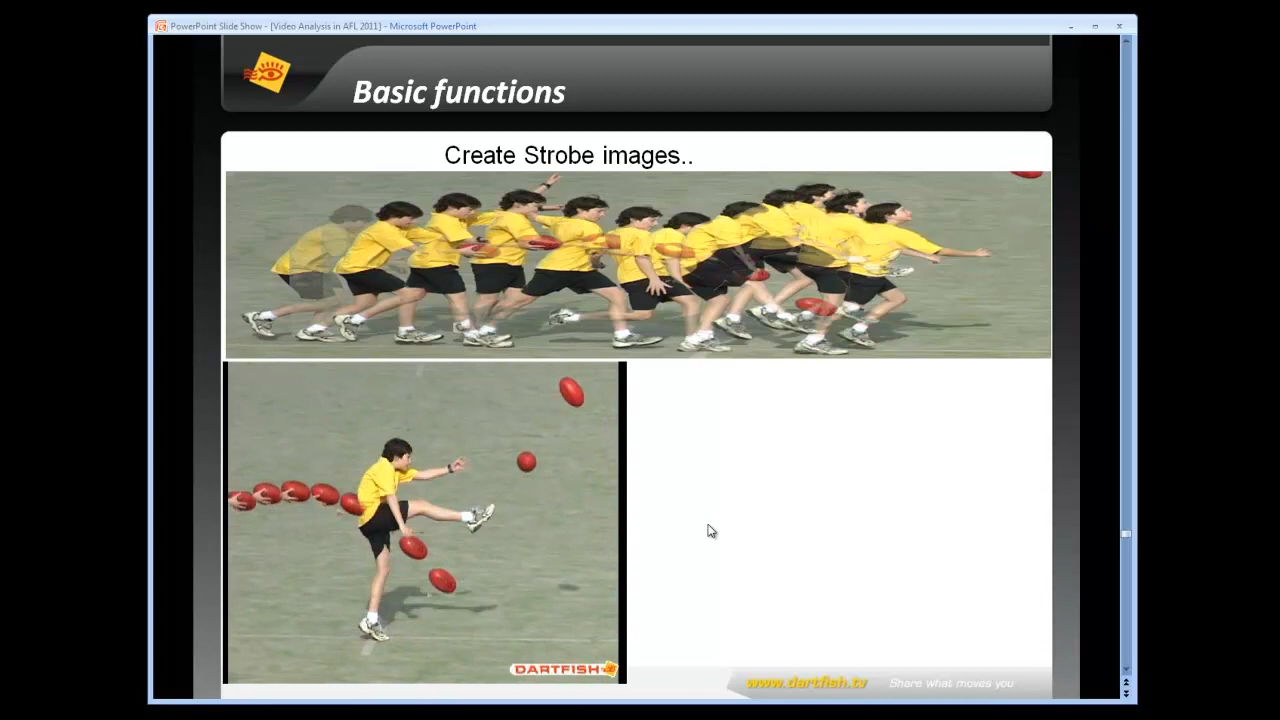 PowerPoint Slide Show - [Video Analysis in AFL 2011] - Microsoft PowerPoint
Basic functions
Create Strobe images..
DARTFISH
www.dartfish.tv Share what moves you